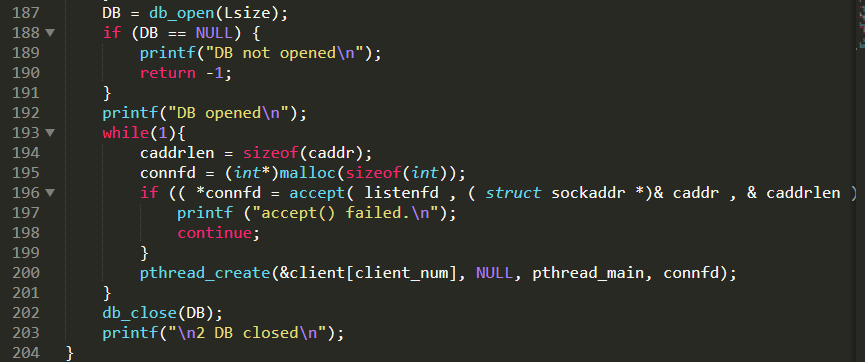 187 DB = db_open(Lsize);
188 if (DB == NULL) {
189 printf("DB not opened\n");
190 return -1;
191 }
192 printf("DB opened\n");
193 while(1){
194 caddrlen = sizeof(caddr);
195 connfd = (int*)malloc(sizeof(int));
196 if (( *connfd = accept( listenfd , ( struct sockaddr *)& caddr , & caddrlen )
197 printf ("accept() failed.\n");
198 continue;
199 }
200 pthread_create(&client[client_num], NULL, pthread_main, connfd);
201 }
202 db_close(DB);
203 printf("\n2 DB closed\n");
204 }